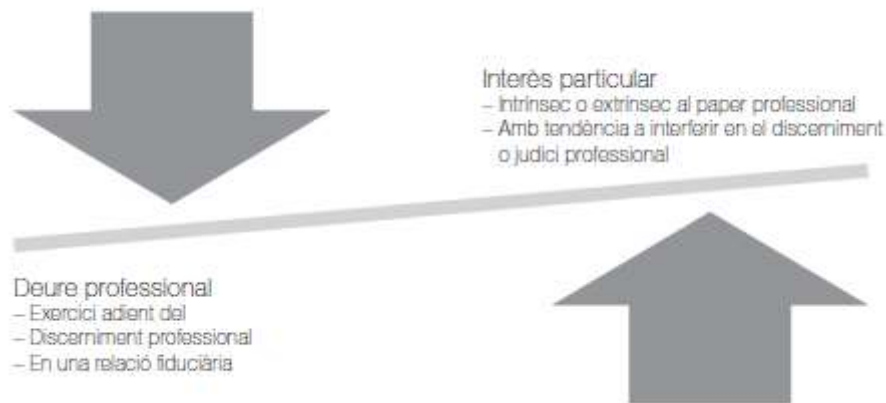 Interès particular
– Intrínsec o extrínsec al paper professional
– Amb tendència a interferir en el discerniment
o judici professional
Deure professional
– Exercici adient del
– Discerniment professional
– En una relació fiduciària